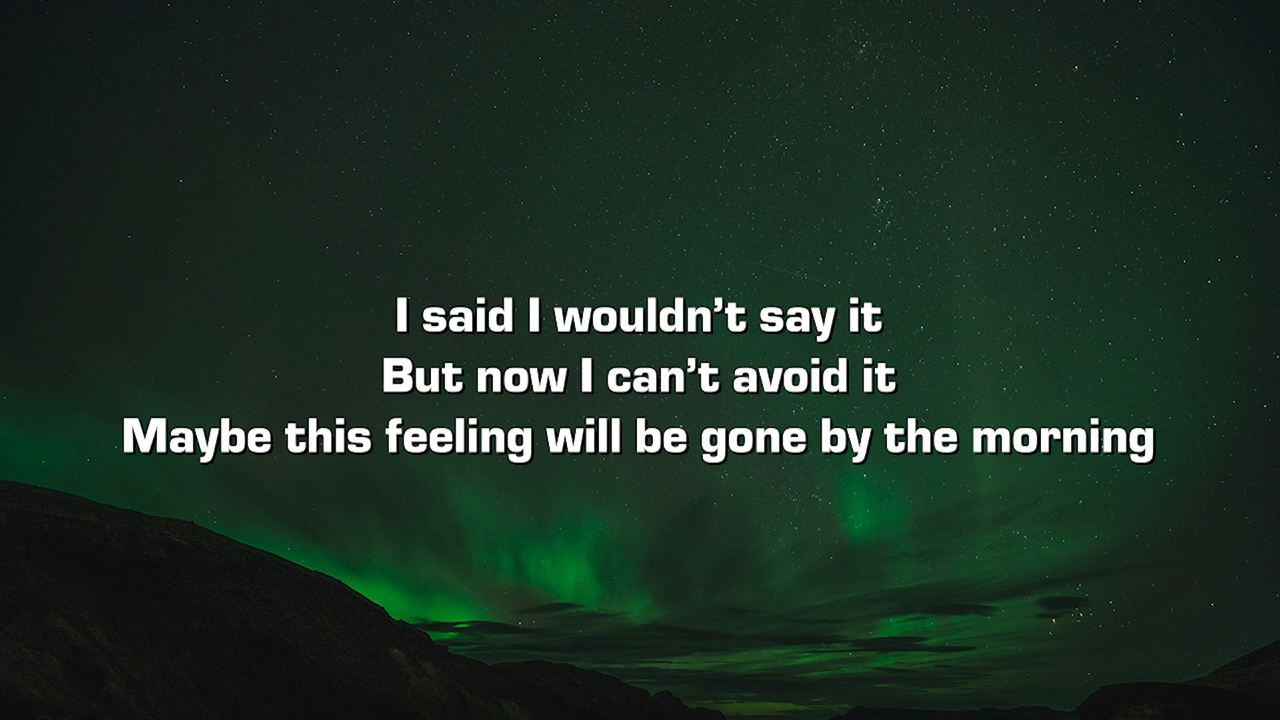 I said I wouldn’t say it
But now I can’t avoid it
Maybe this feeling will be gone by the morning